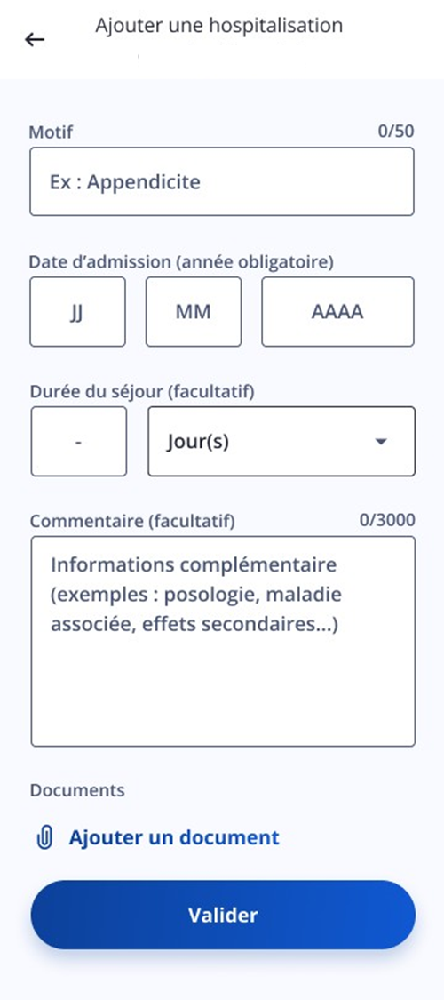 Ajouter une hospitalisation
Motif 0/50
Ex : Appendicite
Date d’admission (année obligatoire)
JJ MM AAAA
Durée du séjour (facultatif)
- Jour(s)
Commentaire (facultatif) 0/3000
Informations complémentaire
(exemples : posologie, maladie
associée, effets secondaires...)
Documents
Ajouter un document
Valider